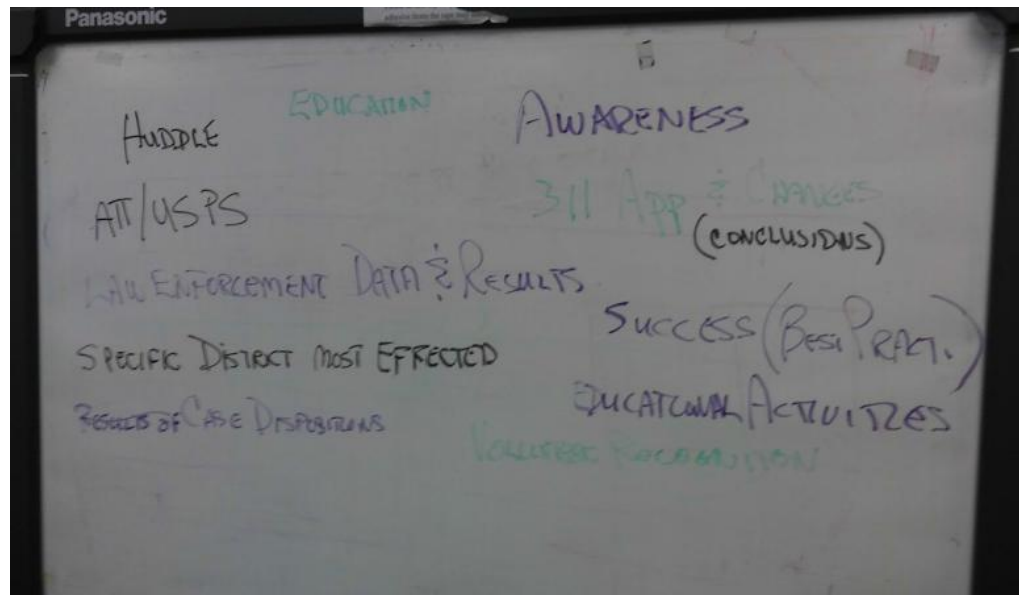 Panasonic
EDUCATION
AWARENESS
HUDDLE
311 APP & CHANGES
ATT/USPS
(CONCLUSIONS)
LAW ENFORCEMENT DATA & RESULTS
SUCCESS (BEST PRACT.)
SPECIFIC DISTRICT MOST EFFECTED
EDUCATIONAL ACTIVITIES
RESULTS OF CASE DISPOSITIONS
VOLUNTEER RECOGNITION